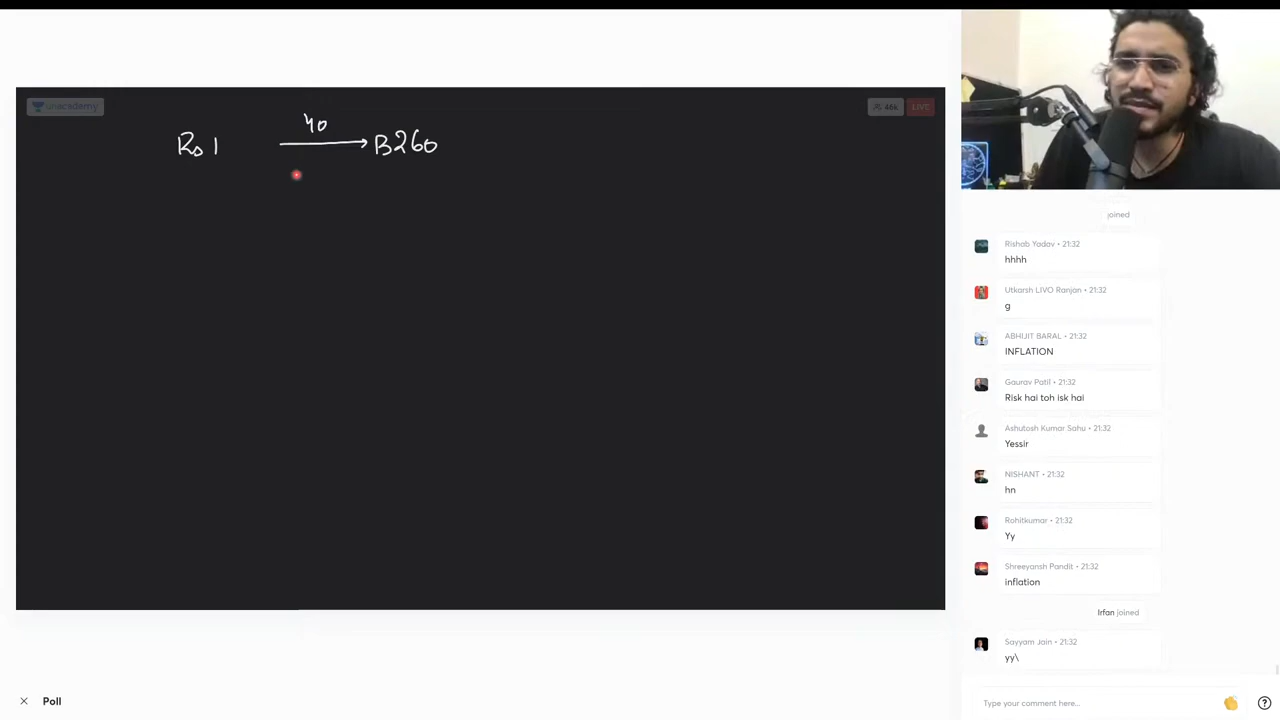 unacademy
46k LIVE
40
Rs 1 → B260
joined
Rishab Yadav • 21:32
hhhh
Utkarsh LIVO Ranjan • 21:32
g
ABHIJIT BARAL • 21:32
INFLATION
Gaurav Patil • 21:32
Risk hai toh isk hai
Ashutosh Kumar Sahu • 21:32
Yessir
NISHANT • 21:32
hn
Rohitkumar • 21:32
Yy
Shreeyansh Pandit • 21:32
inflation
Irfan joined
Sayyam Jain • 21:32
yy\
Poll
Type your comment here...